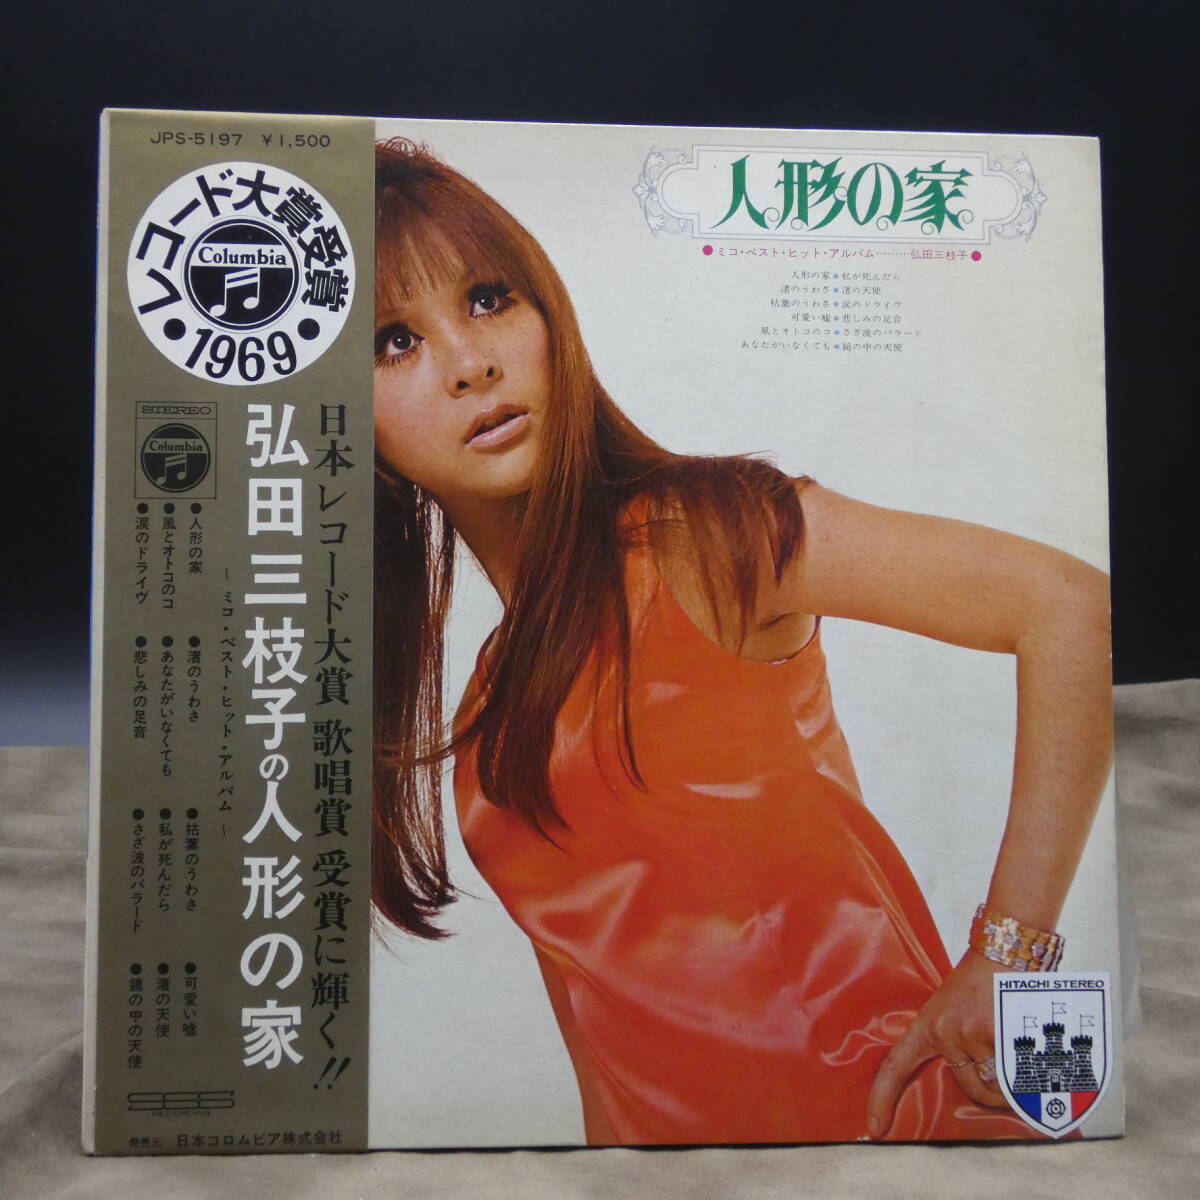 JPS-5197 ¥1,500
レコード大賞受賞
Columbia
・1969・
STEREO
Columbia
日本レコード大賞 歌唱賞 受賞に輝く!!
弘田三枝子の人形の家
～ミコ・ベスト・ヒット・アルバム～
●人形の家
●渚のうわさ
●枯葉のうわさ
●可愛い嘘
●風とオトコのコ
●あなたがいなくても
●私が死んだら
●渚の天使
●涙のドライヴ
●悲しみの足音
●さざ波のバラード
●鏡の中の天使
SSS
RECORDING
発売元 日本コロムビア株式会社
人形の家
●ミコ・ベスト・ヒット・アルバム………弘田三枝子●
人形の家＊私が死んだら
渚のうわさ＊渚の天使
枯葉のうわさ＊涙のドライヴ
可愛い嘘＊悲しみの足音
風とオトコのコ＊さざ波のバラード
あなたがいなくても＊鏡の中の天使
HITACHI STEREO